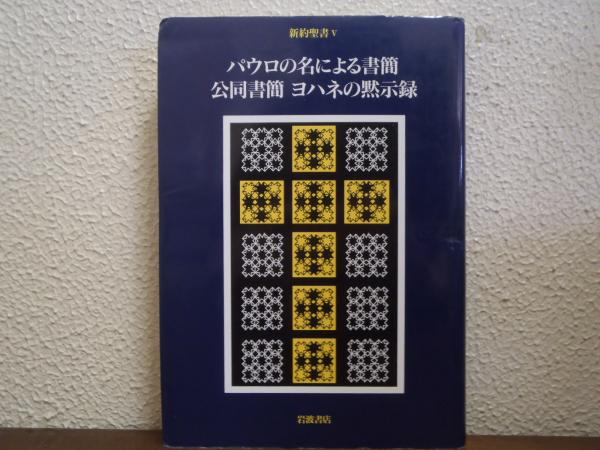 新約聖書 V
パウロの名による書簡
公同書簡 ヨハネの黙示録
岩波書店